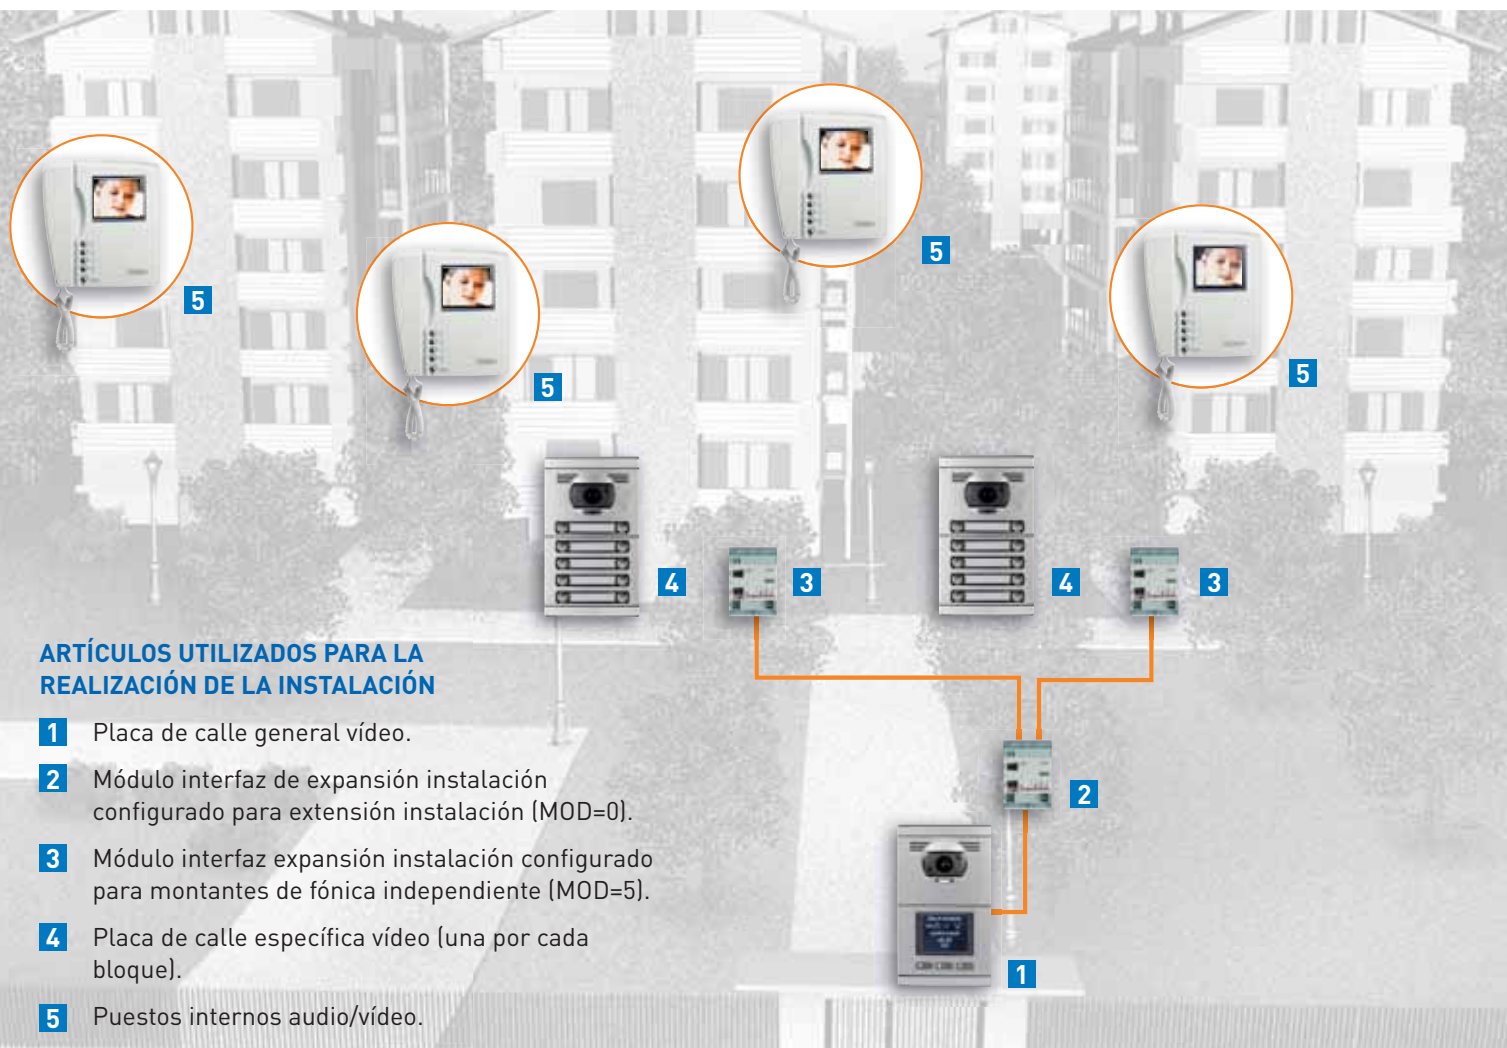 5
5
5
5
4
3
4
3
ARTÍCULOS UTILIZADOS PARA LA
REALIZACIÓN DE LA INSTALACIÓN
1 Placa de calle general vídeo.
2 Módulo interfaz de expansión instalación
configurado para extensión instalación (MOD=0).
3 Módulo interfaz expansión instalación configurado
para montantes de fónica independiente (MOD=5).
4 Placa de calle específica vídeo (una por cada
bloque).
5 Puestos internos audio/vídeo.
2
1